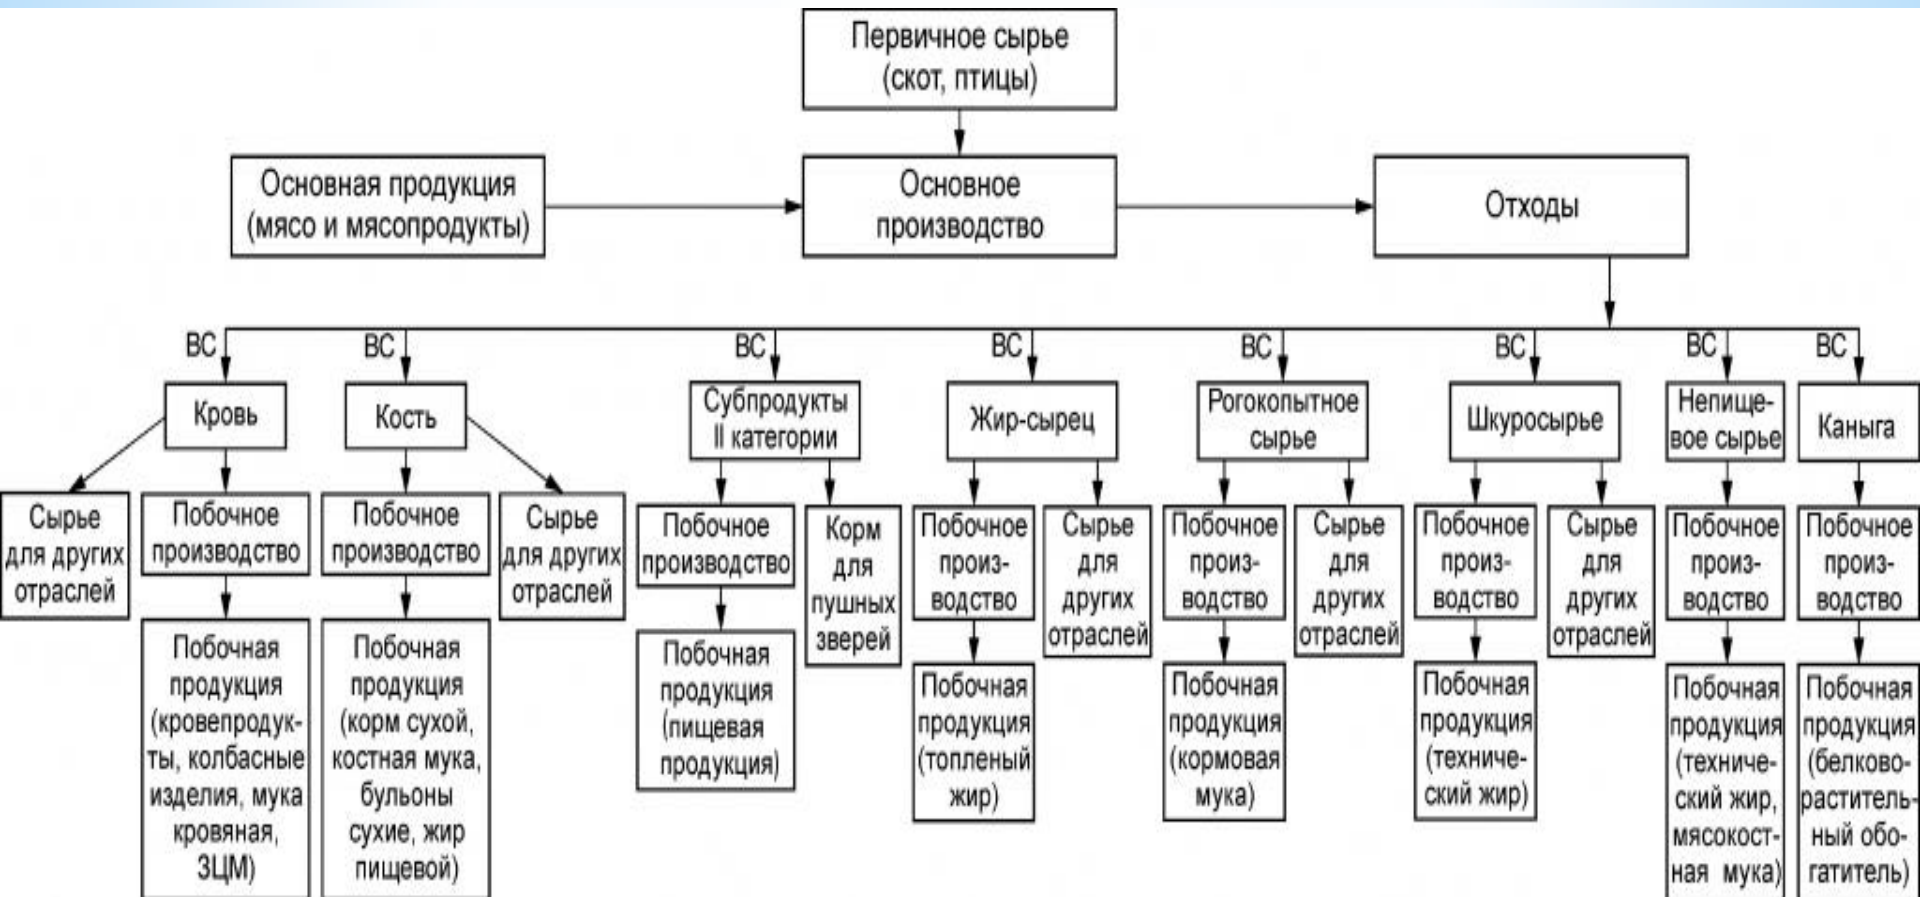 Первичное сырье
(скот, птицы)
Основная продукция
(мясо и мясопродукты)
Основное
производство
Отходы
ВС
ВС
ВС
ВС
ВС
ВС
ВС
ВС
Кровь
Кость
Субпродукты
II категории
Жир-сырец
Рогокопытное
сырье
Шкуросырье
Непище-
вое сырье
Каныга
Сырье
для других
отраслей
Побочное
производство
Побочное
производство
Сырье
для других
отраслей
Побочное
производство
Корм
для
пушных
зверей
Побочное
произ-
водство
Сырье
для
других
отраслей
Побочное
произ-
водство
Сырье
для
других
отраслей
Побочное
произ-
водство
Сырье
для
других
отраслей
Побочное
произ-
водство
Побочное
произ-
водство
Побочная
продукция
(кровепродук-
ты, колбасные
изделия, мука
кровяная,
ЗЦМ)
Побочная
продукция
(корм сухой,
костная мука,
бульоны
сухие, жир
пищевой)
Побочная
продукция
(пищевая
продукция)
Побочная
продукция
(топленый
жир)
Побочная
продукция
(кормовая
мука)
Побочная
продукция
(техниче-
ский жир)
Побочная
продукция
(техниче-
ский жир,
мясокост-
ная мука)
Побочная
продукция
(белково-
раститель-
ный обо-
гатитель)